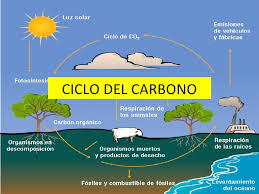 Luz solar
Emisiones
de vehículos
y fábricas
Ciclo de CO₂
Fotosíntesis
CICLO DEL CARBONO
Respiración de
los animales
Carbón orgánico
Respiración de
las raíces
Organismos en
descomposición
Organismos muertos
y productos de desecho
Fósiles y combustible de fósiles
Levantamiento
del océano